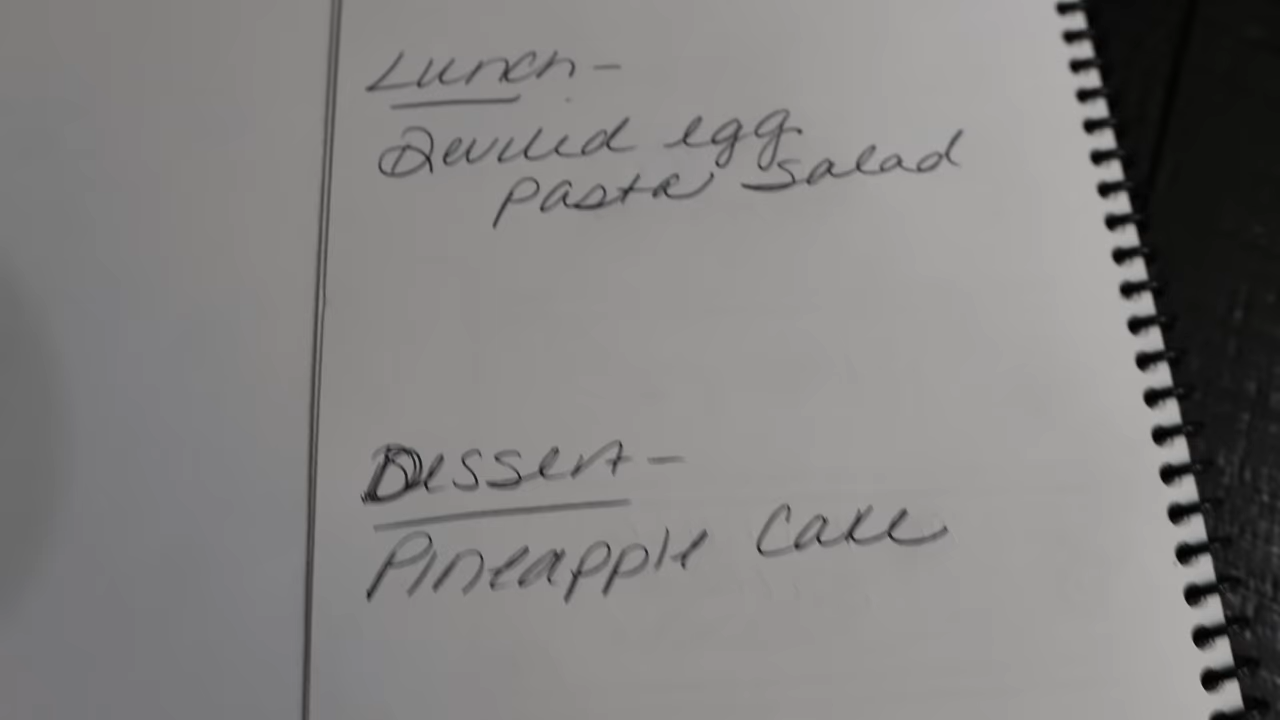 Lunch-
Deviled egg
pasta salad
Dessert-
Pineapple Cake